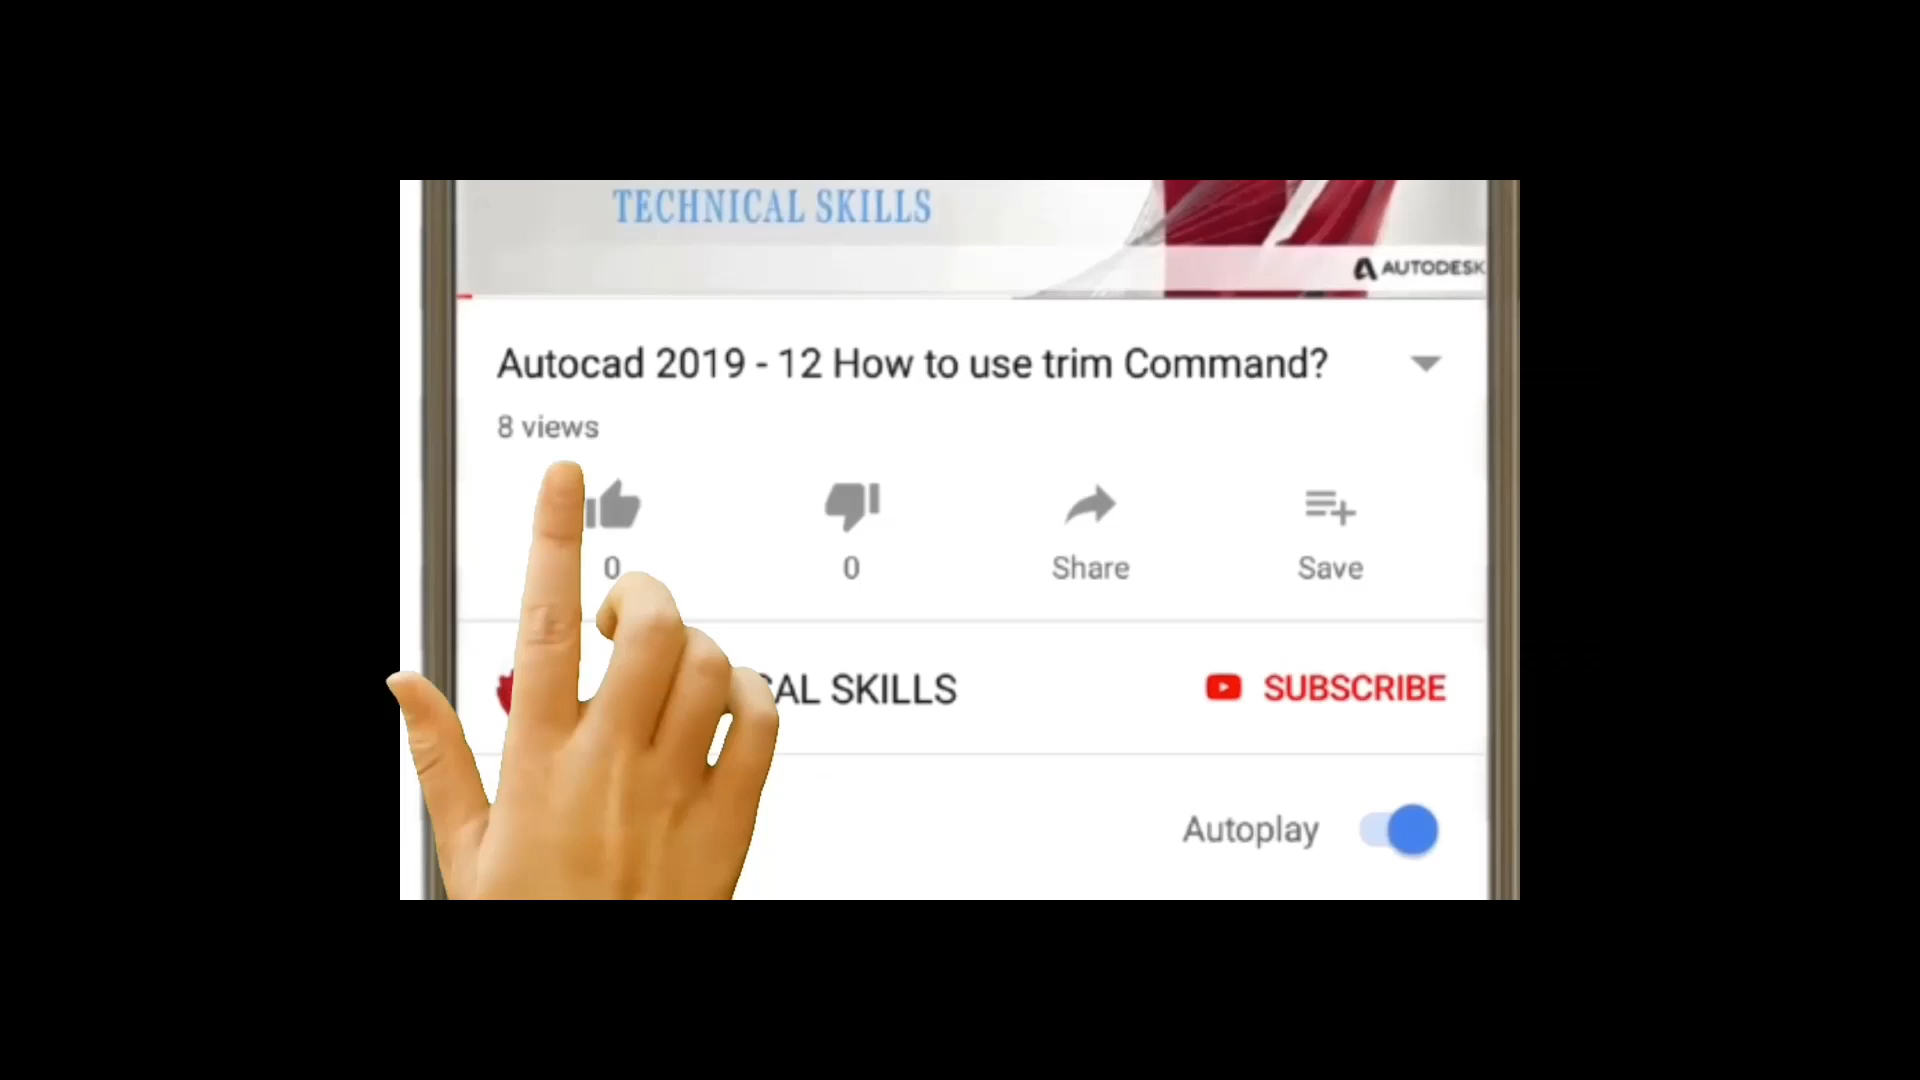 TECHNICAL SKILLS
AUTODESK
Autocad 2019 - 12 How to use trim Command?
8 views
0
0
Share
Save
CAL SKILLS
SUBSCRIBE
Autoplay